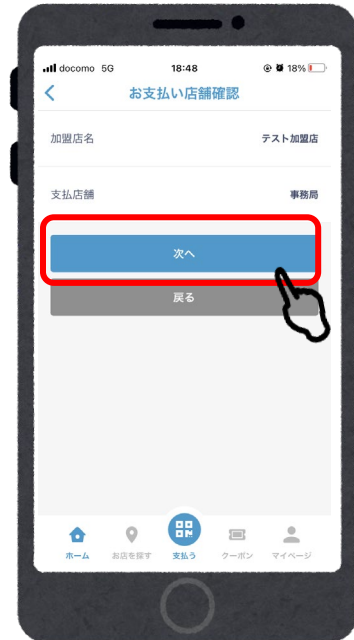 docomo 5G 18:48 18%
お支払い店舗確認
加盟店名 テスト加盟店
支払店舗 事務局
次へ
戻る
ホーム お店を探す 支払う クーポン マイページ